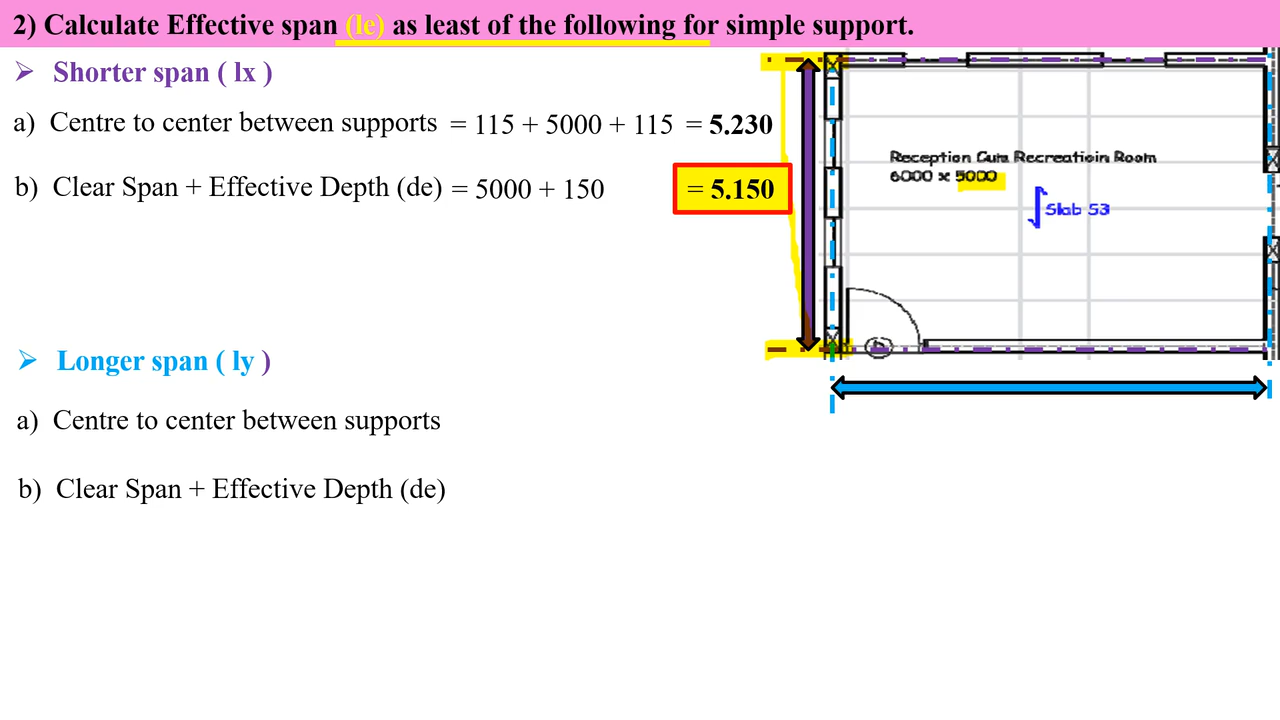 2) Calculate Effective span (le) as least of the following for simple support.
➢ Shorter span ( lx )
a) Centre to center between supports = 115 + 5000 + 115 = 5.230
b) Clear Span + Effective Depth (de) = 5000 + 150 = 5.150
Reception Cum Recreatioin Room
6000 x 5000
Slab S3
➢ Longer span ( ly )
a) Centre to center between supports
b) Clear Span + Effective Depth (de)